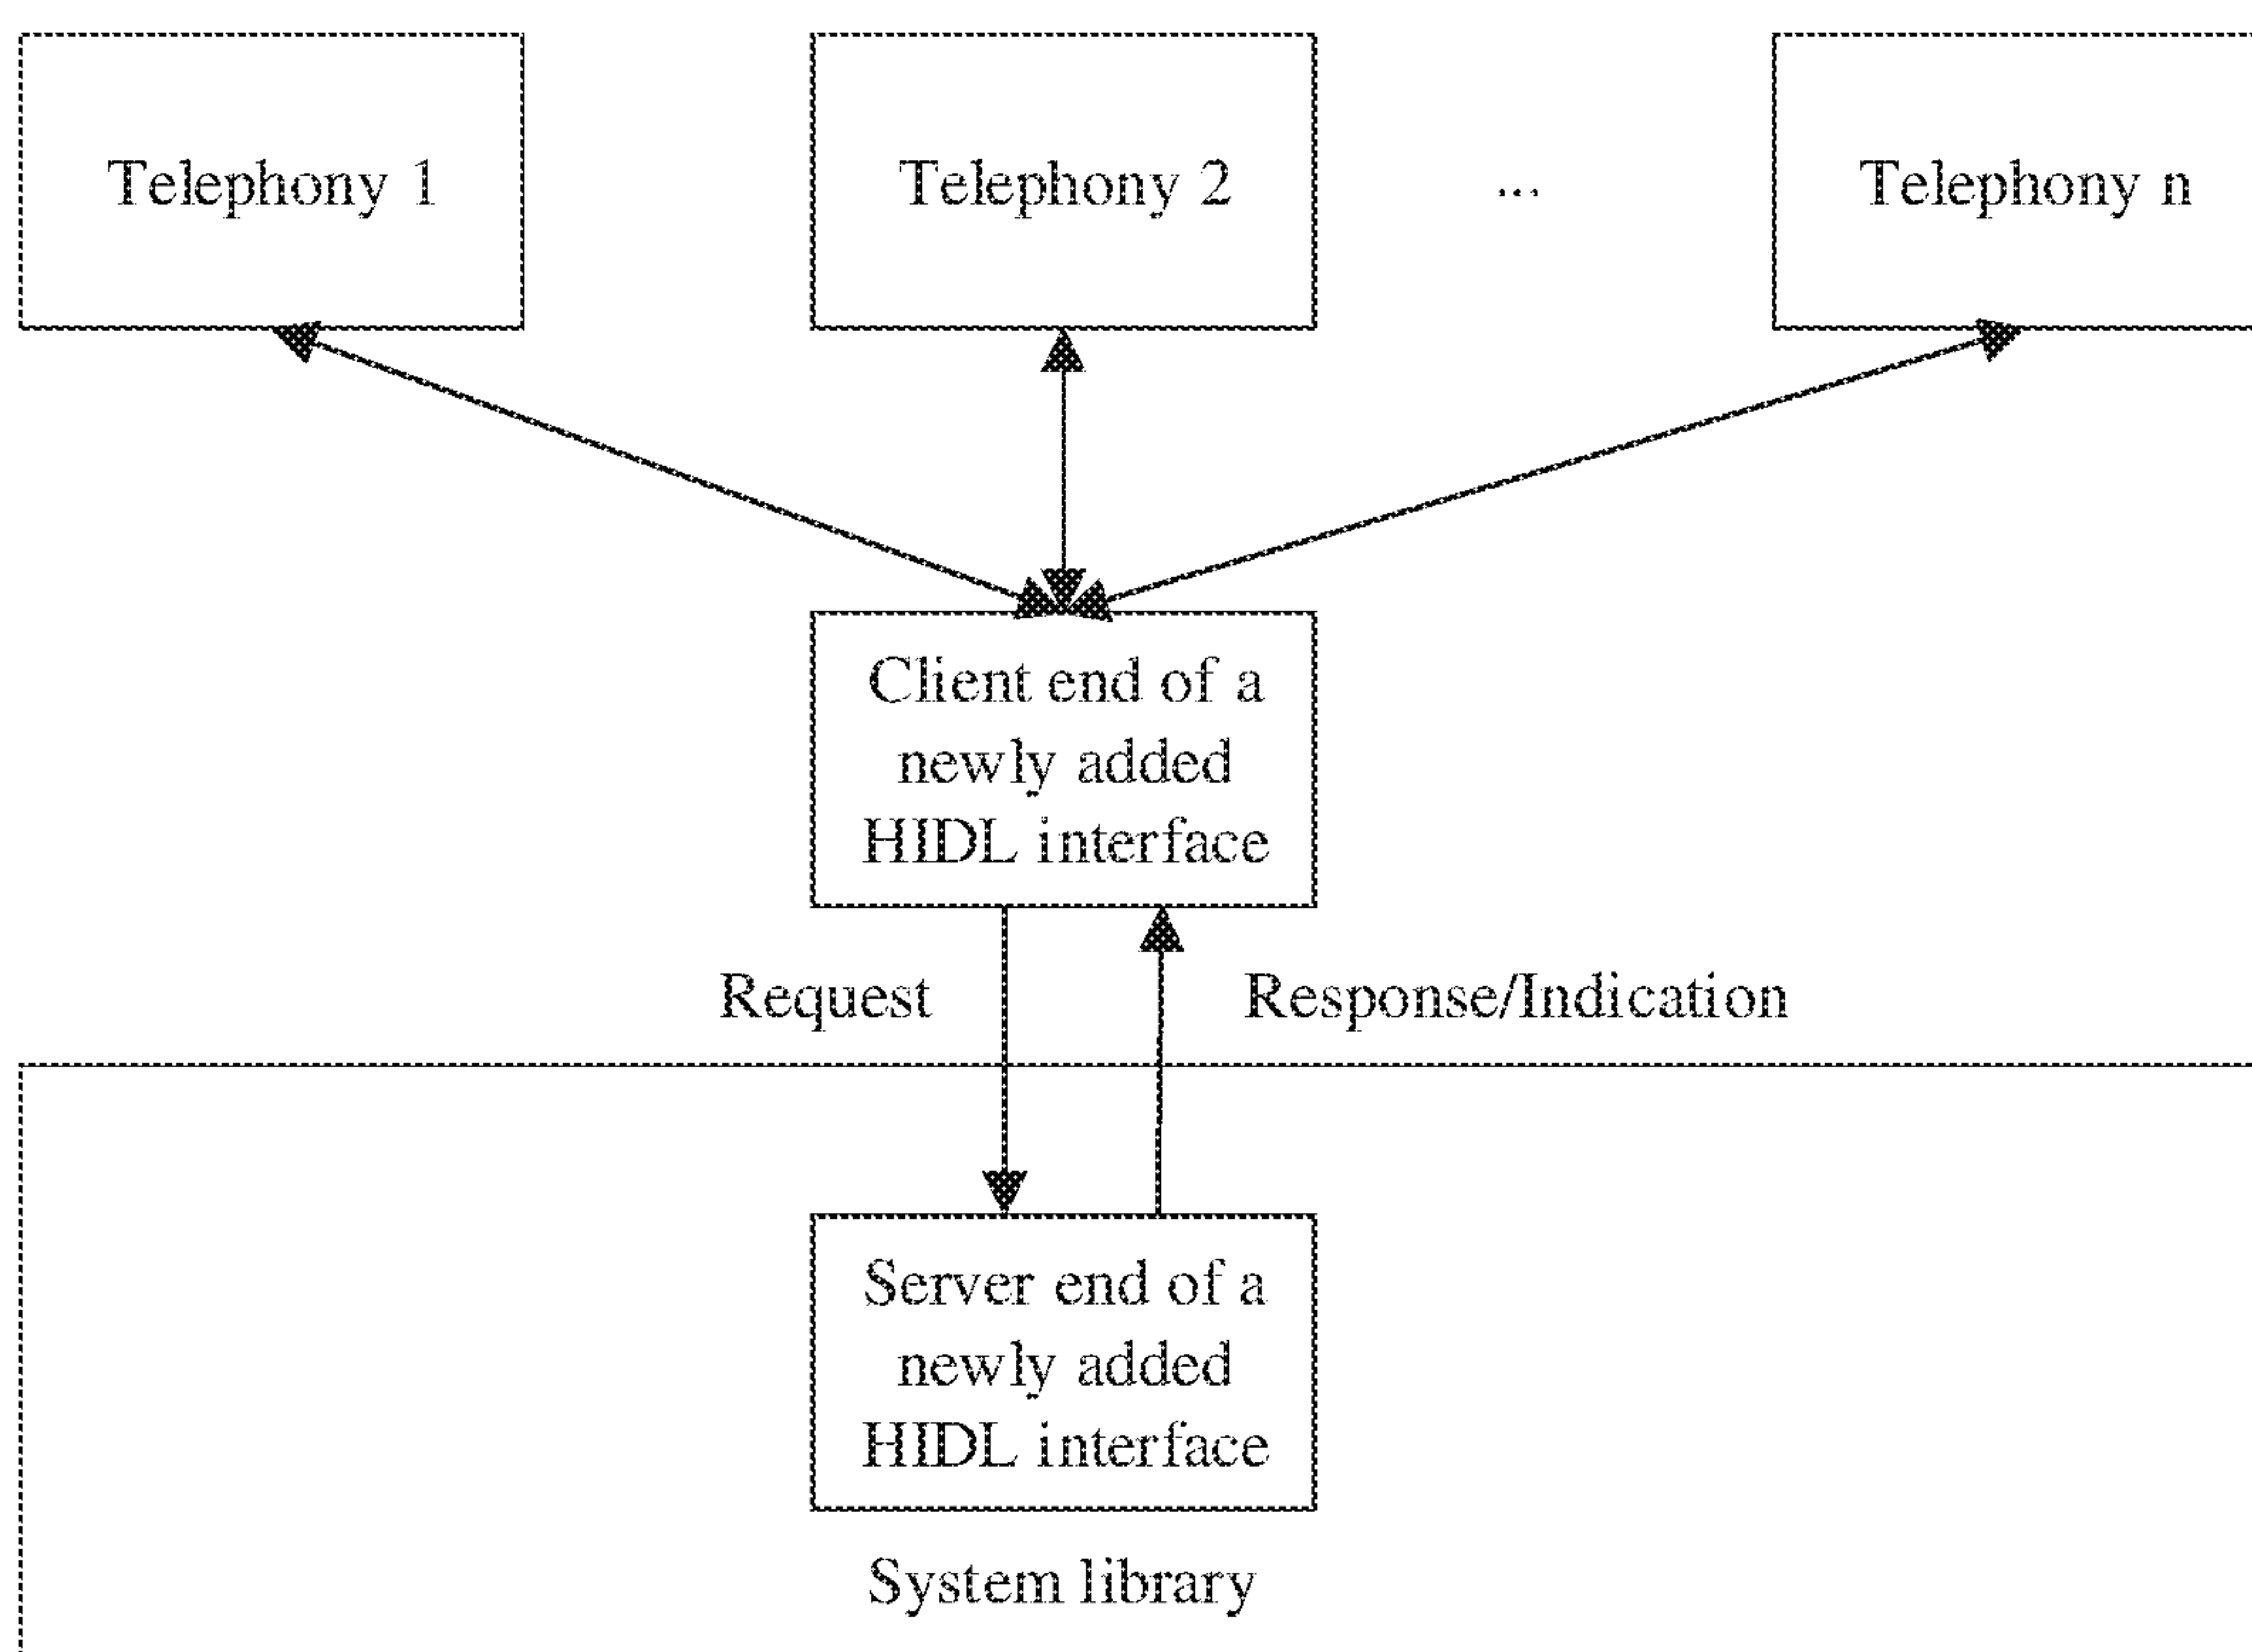 Telephony 1
Telephony 2
...
Telephony n
Client end of a
newly added
HIDL interface
Request
Response/Indication
Server end of a
newly added
HIDL interface
System library